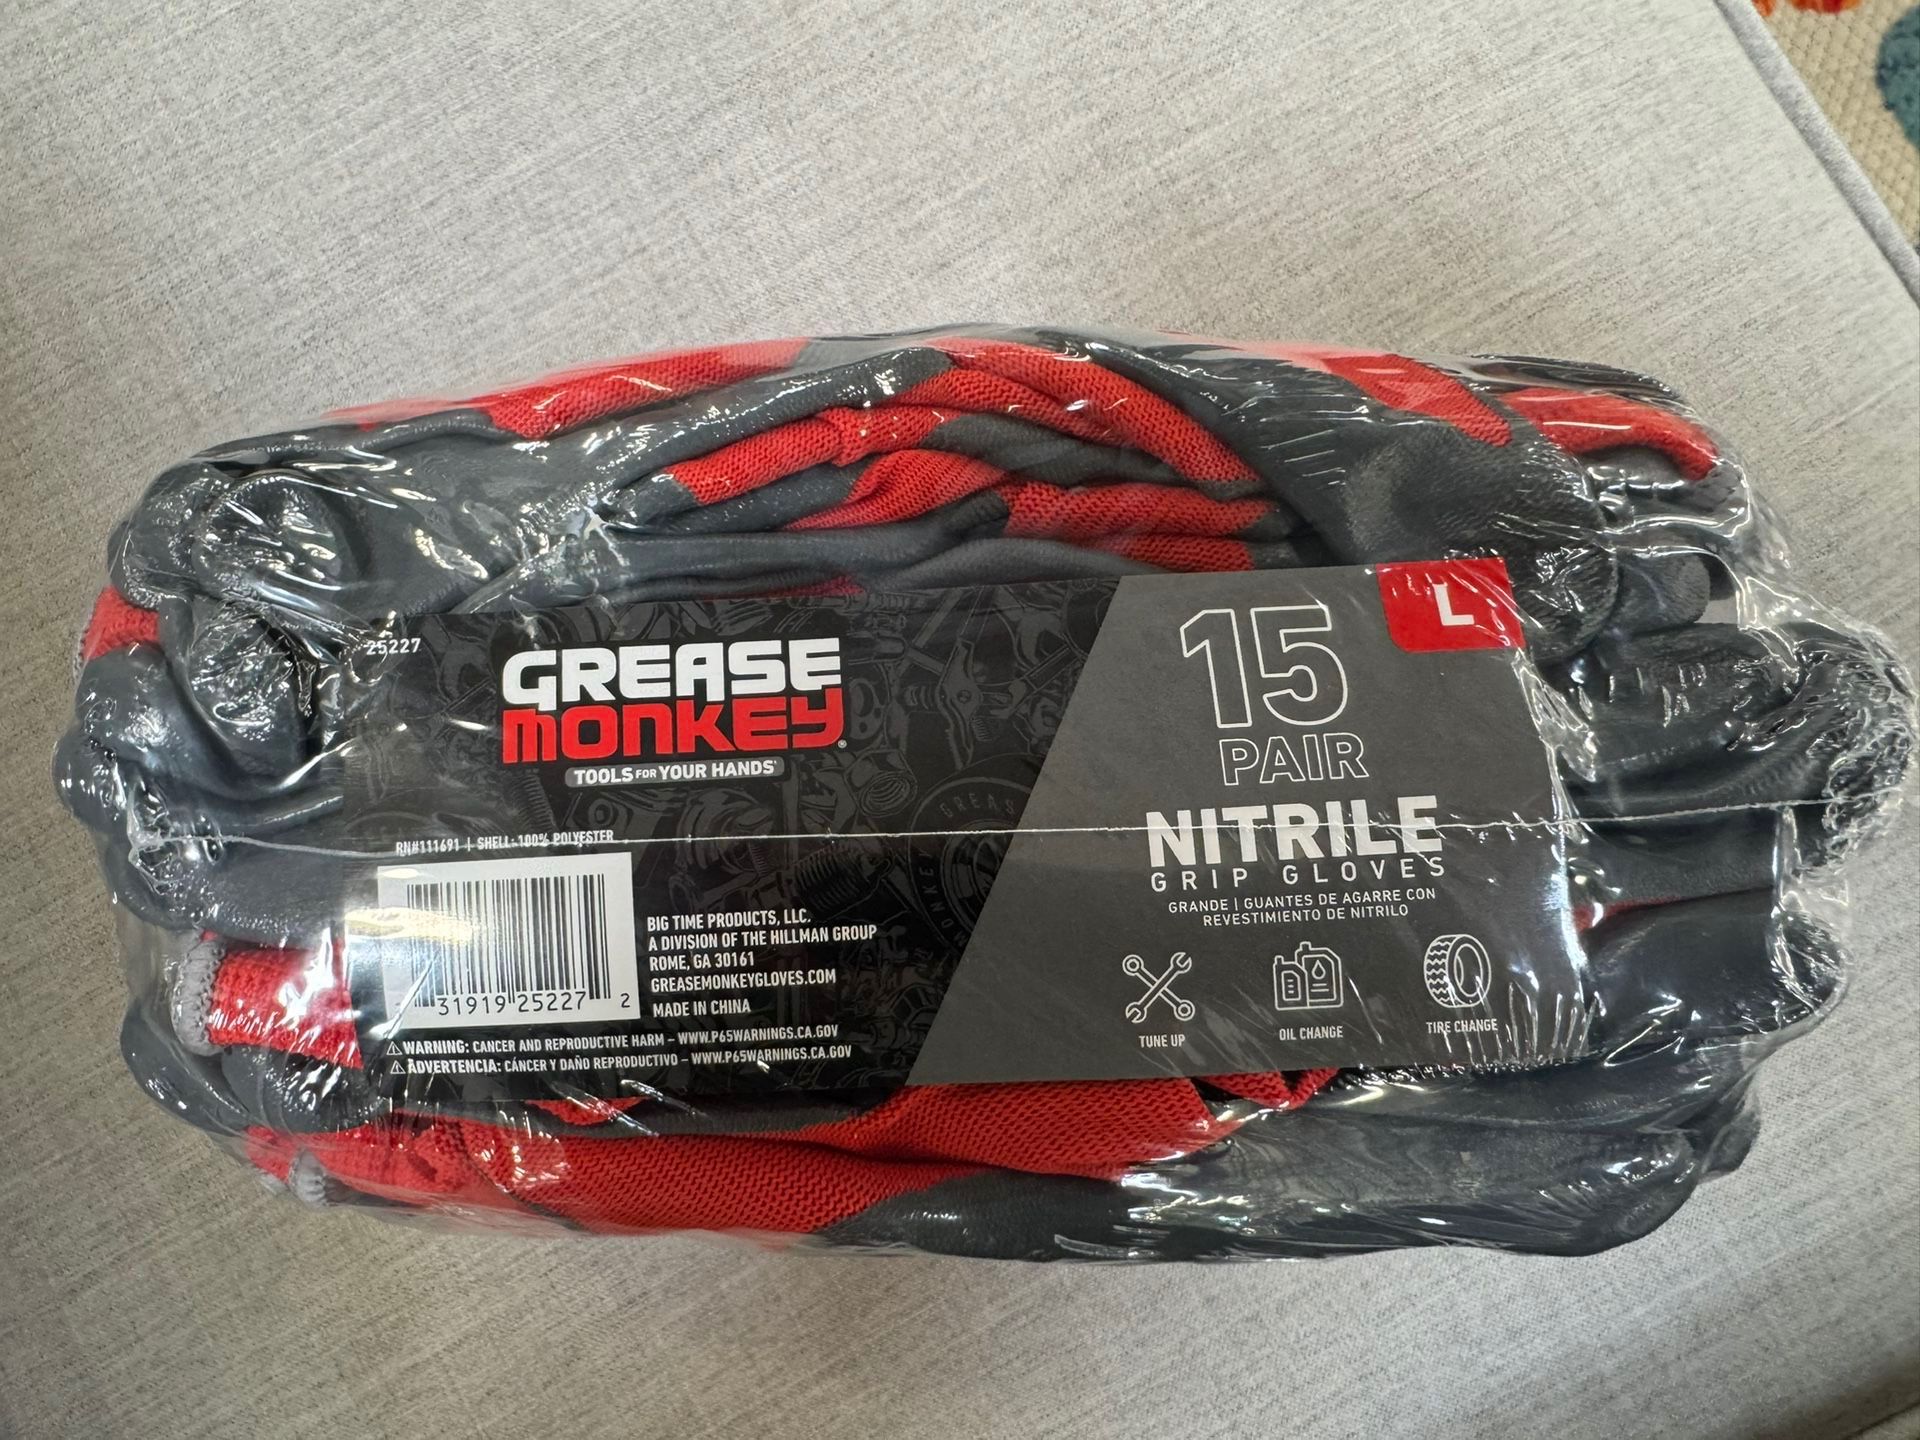 25227
GREASE
MONKEY®
TOOLS FOR YOUR HANDS®
RN#111691 | SHELL: 100% POLYESTER
31919 25227 2
BIG TIME PRODUCTS, LLC.
A DIVISION OF THE HILLMAN GROUP
ROME, GA 30161
GREASEMONKEYGLOVES.COM
MADE IN CHINA
⚠WARNING: CANCER AND REPRODUCTIVE HARM – WWW.P65WARNINGS.CA.GOV
⚠ADVERTENCIA: CÁNCER Y DAÑO REPRODUCTIVO – WWW.P65WARNINGS.CA.GOV
L
15
PAIR
NITRILE
GRIP GLOVES
GRANDE | GUANTES DE AGARRE CON
REVESTIMIENTO DE NITRILO
TUNE UP
OIL CHANGE
TIRE CHANGE